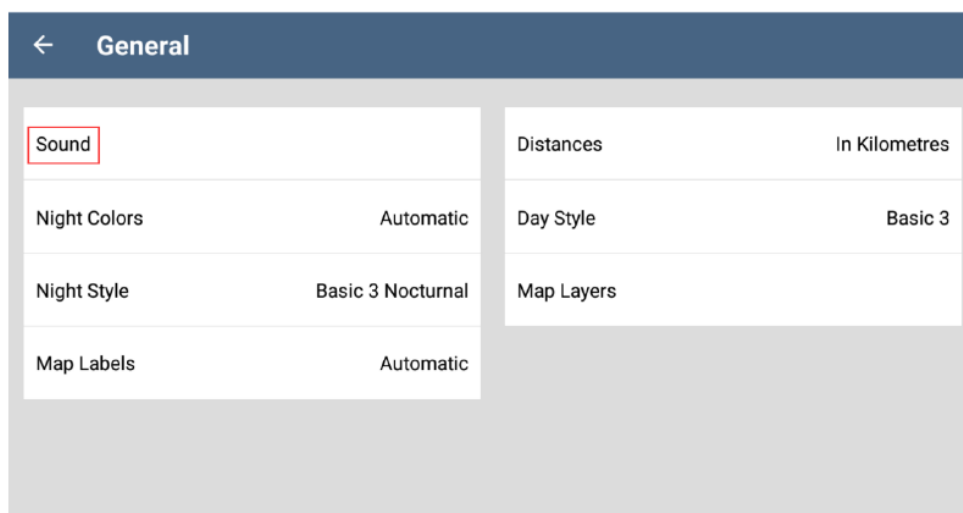 General
Sound
Night Colors Automatic
Night Style Basic 3 Nocturnal
Map Labels Automatic
Distances In Kilometres
Day Style Basic 3
Map Layers